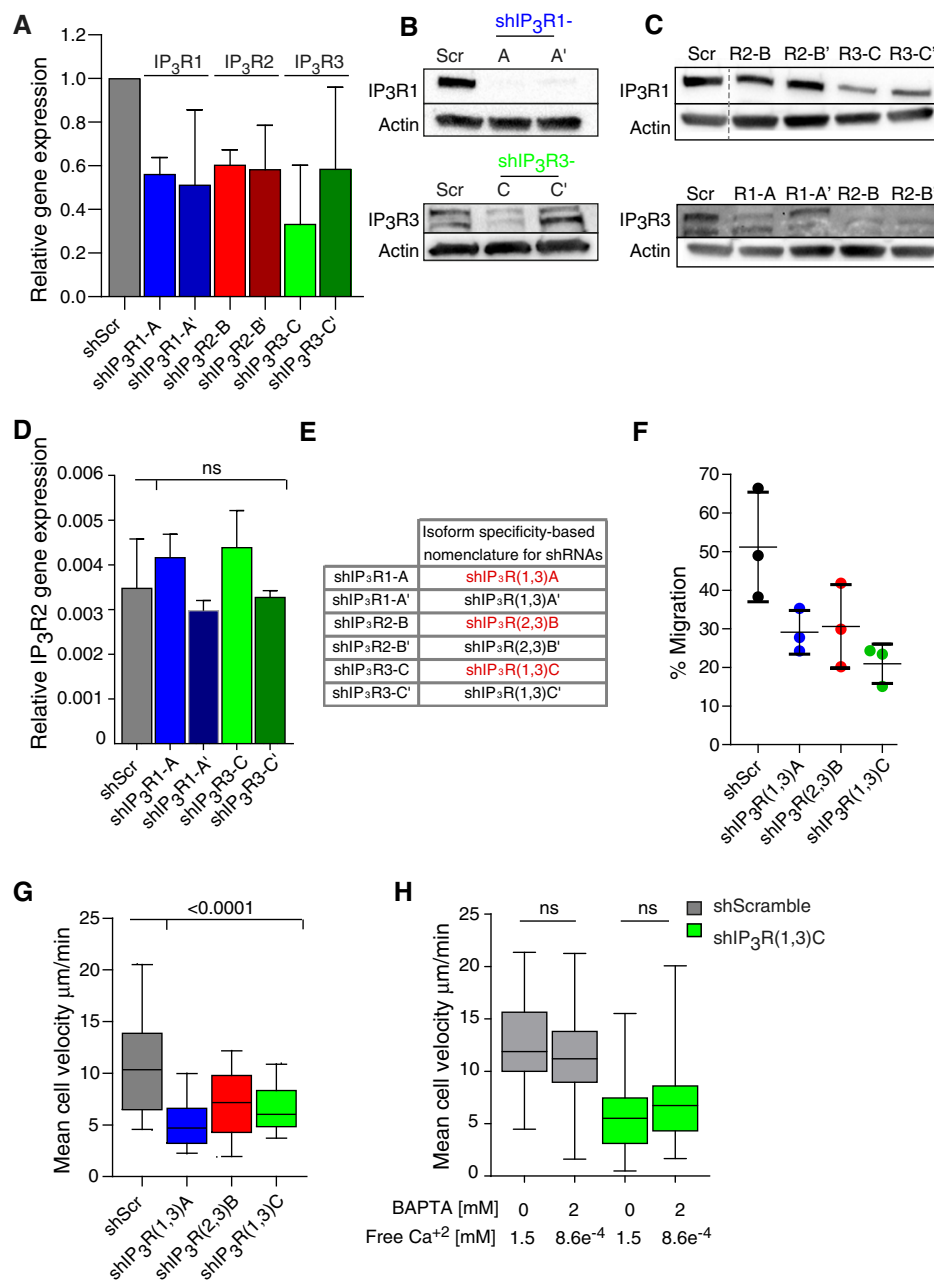 A
Relative gene expression
1.2
1.0
0.8
0.6
0.4
0.2
0.0
IP3R1 IP3R2 IP3R3
shScr
shIP3R1-A
shIP3R1-A'
shIP3R2-B
shIP3R2-B'
shIP3R3-C
shIP3R3-C'
B
shIP3R1-
Scr A A'
IP3R1
Actin
shIP3R3-
Scr C C'
IP3R3
Actin
C
Scr R2-B R2-B' R3-C R3-C'
IP3R1
Actin
Scr R1-A R1-A' R2-B R2-B'
IP3R3
Actin
D
Relative IP3R2 gene expression
0.006
0.005
0.004
0.003
0.002
0.001
0
ns
shScr
shIP3R1-A
shIP3R1-A'
shIP3R3-C
shIP3R3-C'
E
Isoform specificity-based
nomenclature for shRNAs
shIP3R1-A shIP3R(1,3)A
shIP3R1-A' shIP3R(1,3)A'
shIP3R2-B shIP3R(2,3)B
shIP3R2-B' shIP3R(2,3)B'
shIP3R3-C shIP3R(1,3)C
shIP3R3-C' shIP3R(1,3)C'
F
% Migration
70
60
50
40
30
20
10
0
shScr
shIP3R(1,3)A
shIP3R(2,3)B
shIP3R(1,3)C
G
Mean cell velocity μm/min
25
20
15
10
5
0
<0.0001
shScr
shIP3R(1,3)A
shIP3R(2,3)B
shIP3R(1,3)C
H
Mean cell velocity μm/min
25
20
15
10
5
0
ns ns
shScramble
shIP3R(1,3)C
BAPTA [mM] 0 2 0 2
Free Ca+2 [mM] 1.5 8.6e-4 1.5 8.6e-4